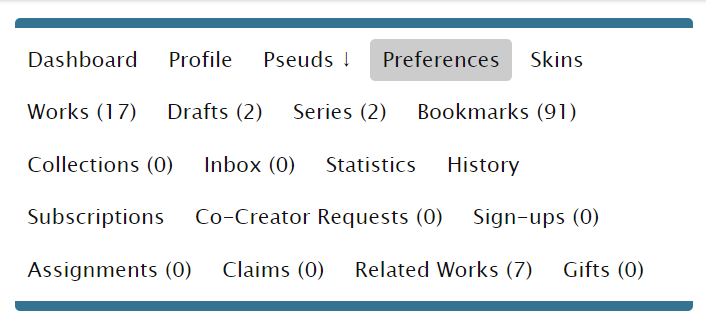 Dashboard Profile Pseuds ↓ Preferences Skins
Works (17) Drafts (2) Series (2) Bookmarks (91)
Collections (0) Inbox (0) Statistics History
Subscriptions Co-Creator Requests (0) Sign-ups (0)
Assignments (0) Claims (0) Related Works (7) Gifts (0)